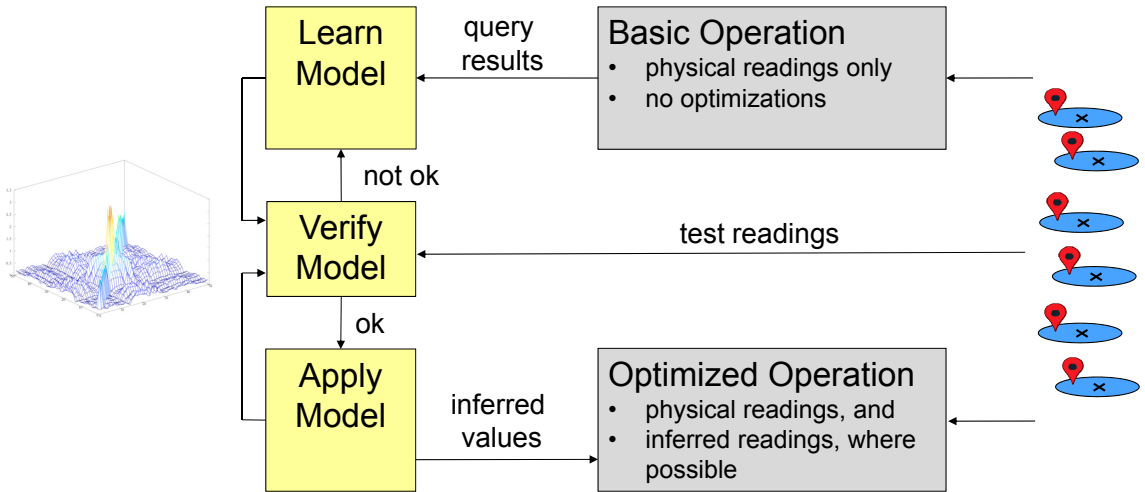 Learn
Model
query
results
Basic Operation
• physical readings only
• no optimizations
not ok
Verify
Model
test readings
ok
Apply
Model
inferred
values
Optimized Operation
• physical readings, and
• inferred readings, where
possible